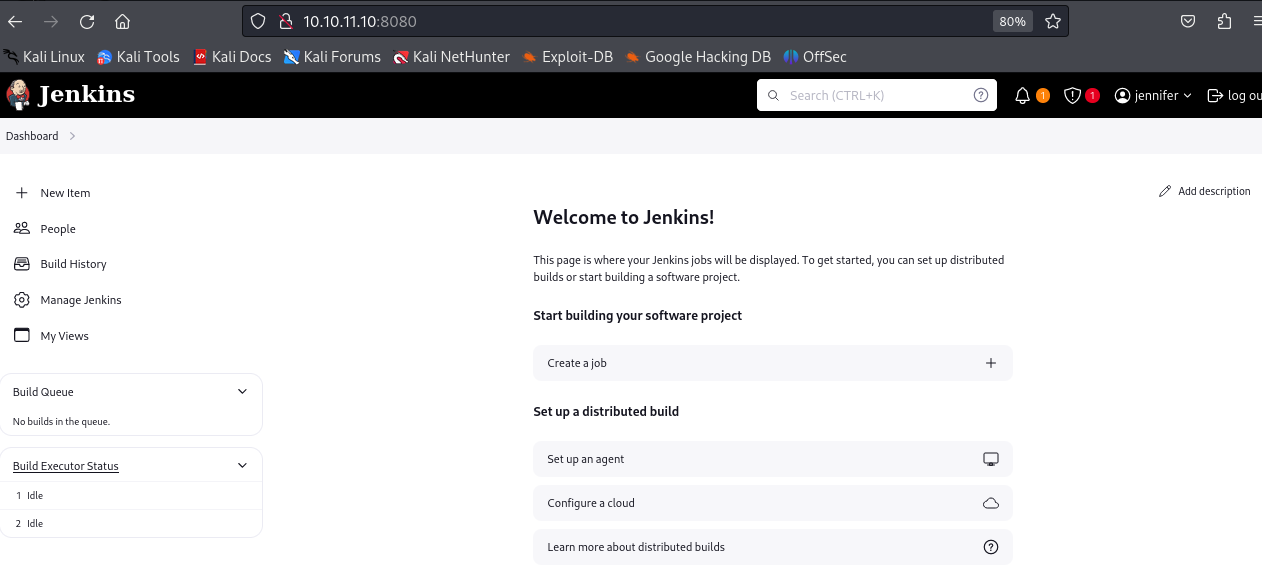 10.10.11.10:8080
80%
Kali Linux Kali Tools Kali Docs Kali Forums Kali NetHunter Exploit-DB Google Hacking DB OffSec
Jenkins
Search (CTRL+K)
1
1
jennifer
log ou
Dashboard
New Item
People
Build History
Manage Jenkins
My Views
Build Queue
No builds in the queue.
Build Executor Status
1 Idle
2 Idle
Add description
Welcome to Jenkins!
This page is where your Jenkins jobs will be displayed. To get started, you can set up distributed
builds or start building a software project.
Start building your software project
Create a job
Set up a distributed build
Set up an agent
Configure a cloud
Learn more about distributed builds